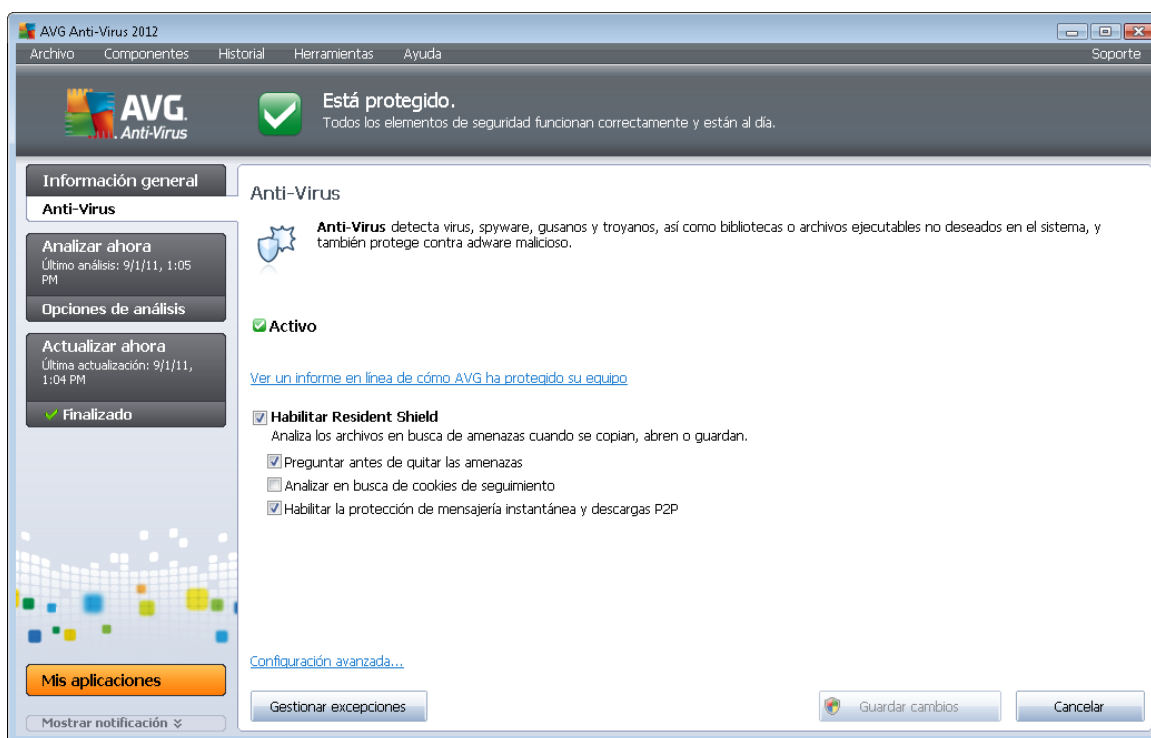 AVG Anti-Virus 2012
Archivo Componentes Historial Herramientas Ayuda Soporte
AVG.
Anti-Virus
Está protegido.
Todos los elementos de seguridad funcionan correctamente y están al día.
Información general
Anti-Virus
Analizar ahora
Último análisis: 9/1/11, 1:05
PM
Opciones de análisis
Actualizar ahora
Última actualización: 9/1/11,
1:04 PM
Finalizado
Mis aplicaciones
Mostrar notificación
Anti-Virus
Anti-Virus detecta virus, spyware, gusanos y troyanos, así como bibliotecas o archivos ejecutables no deseados en el sistema, y
también protege contra adware malicioso.
Activo
Ver un informe en línea de cómo AVG ha protegido su equipo
Habilitar Resident Shield
Analiza los archivos en busca de amenazas cuando se copian, abren o guardan.
Preguntar antes de quitar las amenazas
Analizar en busca de cookies de seguimiento
Habilitar la protección de mensajería instantánea y descargas P2P
Configuración avanzada...
Gestionar excepciones
Guardar cambios
Cancelar